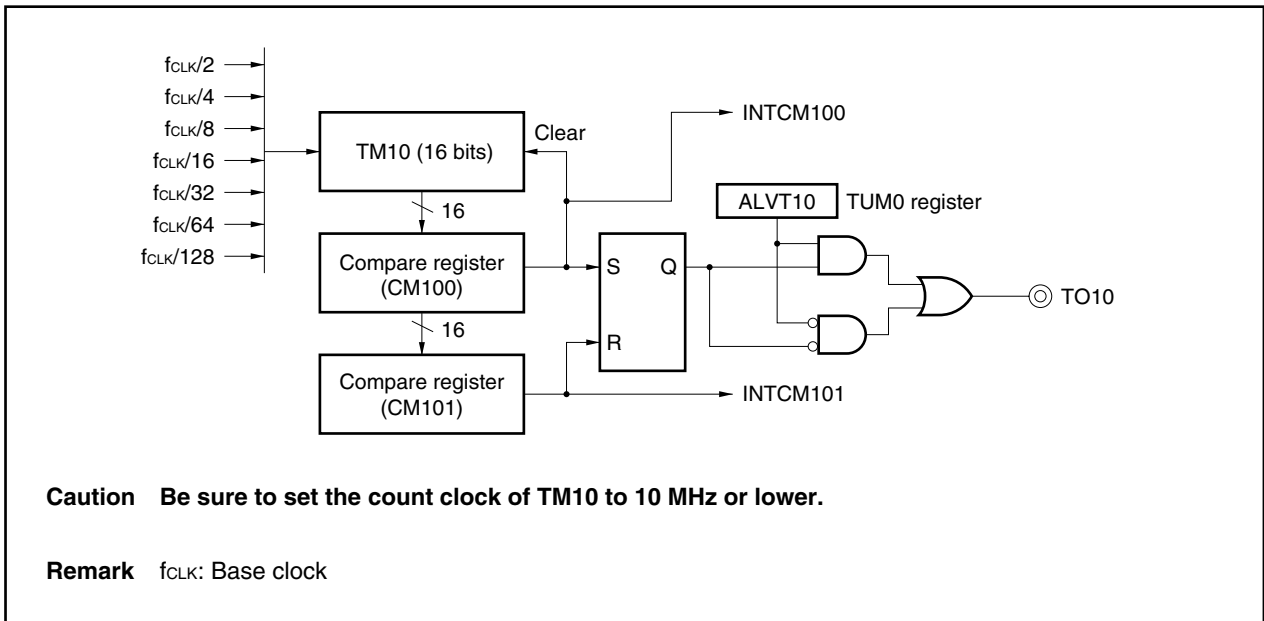 fCLK/2
fCLK/4
fCLK/8
fCLK/16
fCLK/32
fCLK/64
fCLK/128
TM10 (16 bits)
Clear
INTCM100
16
ALVT10
TUM0 register
Compare register
(CM100)
S
Q
R
TO10
16
Compare register
(CM101)
INTCM101
Caution Be sure to set the count clock of TM10 to 10 MHz or lower.
Remark fCLK: Base clock